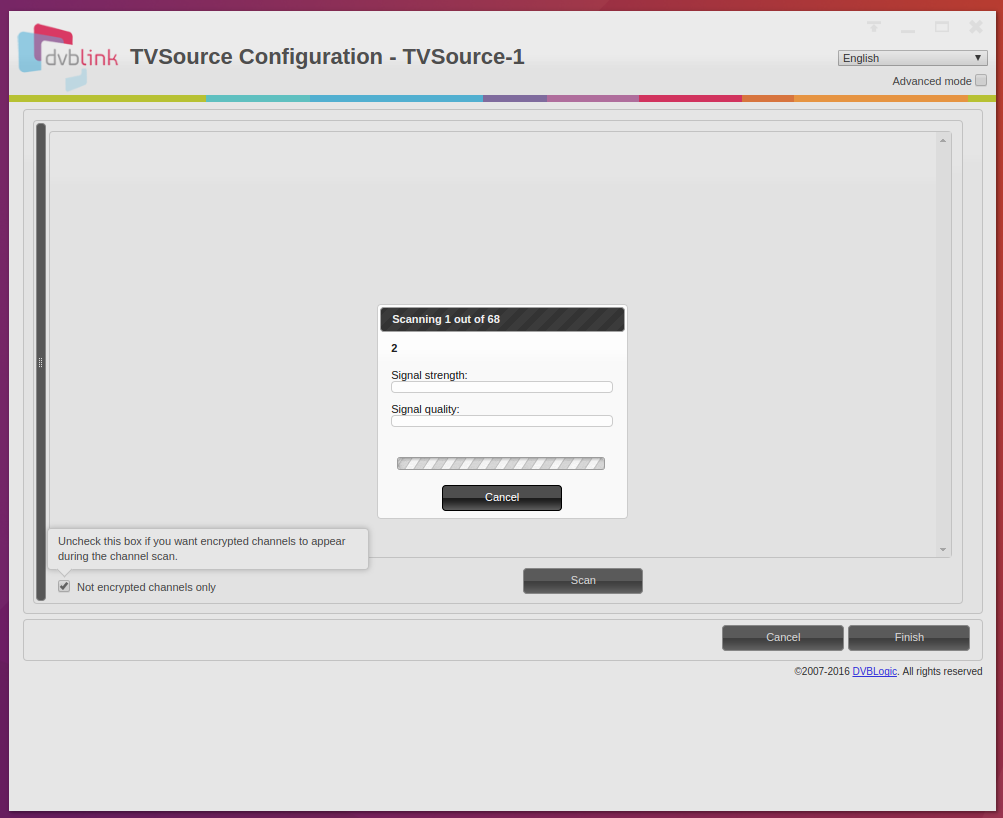 dvblink
TVSource Configuration - TVSource-1
English
Advanced mode
Scanning 1 out of 68
2
Signal strength:
Signal quality:
Cancel
Uncheck this box if you want encrypted channels to appear
during the channel scan.
Not encrypted channels only
Scan
Cancel
Finish
©2007-2016 DVBLogic. All rights reserved